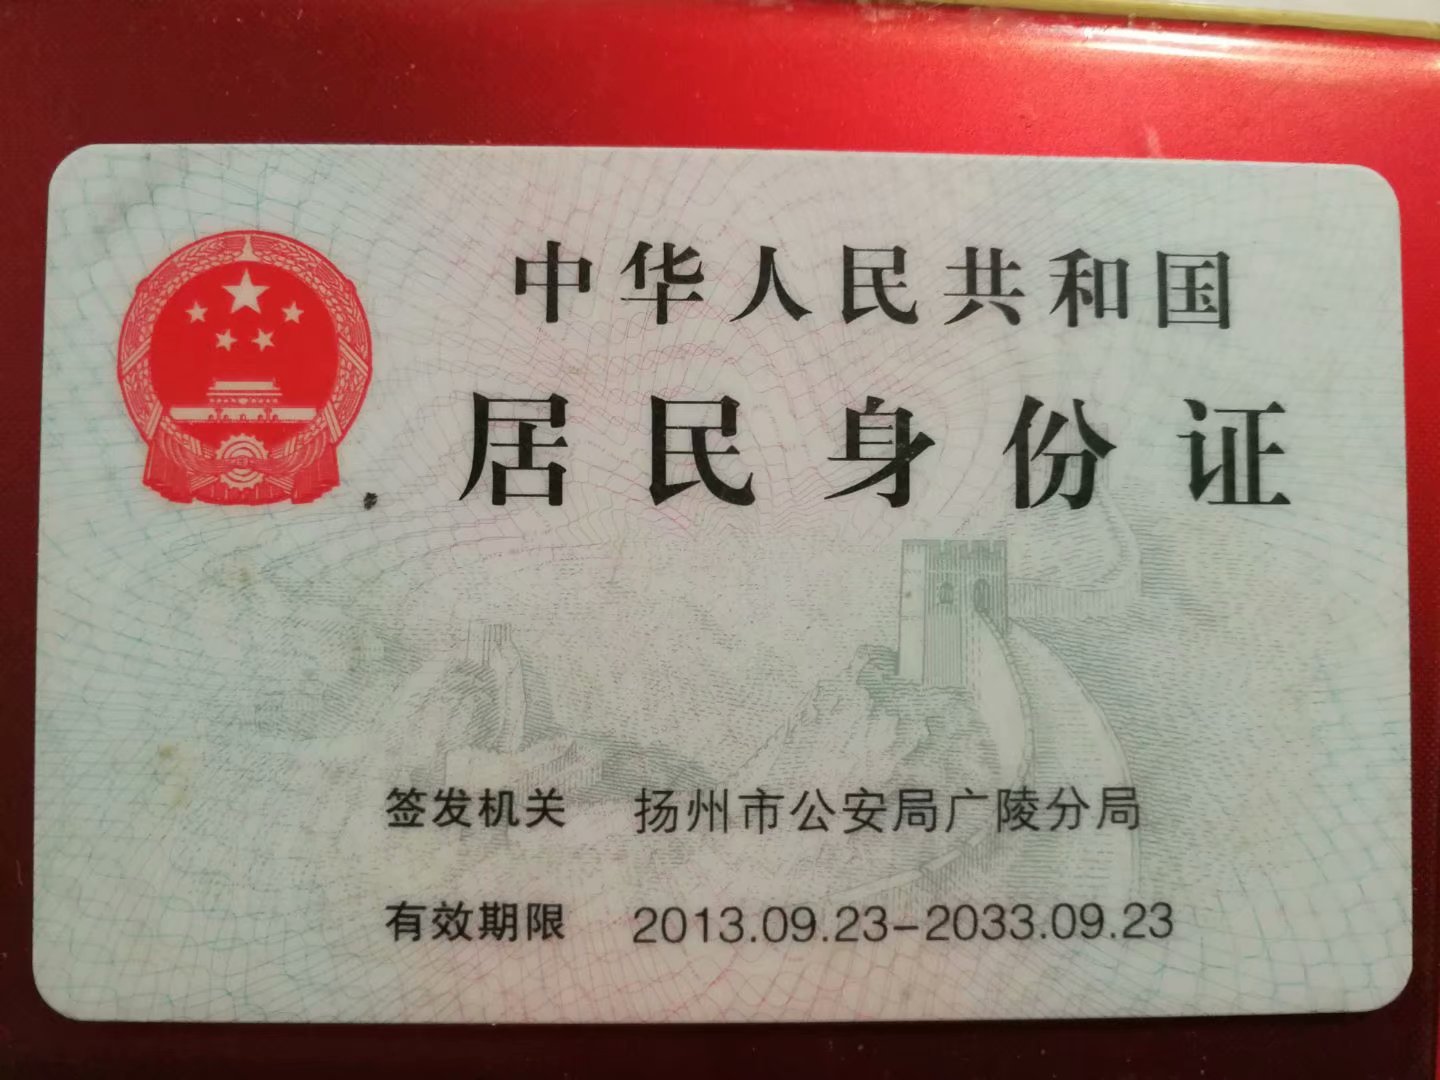 中华人民共和国
居民身份证
签发机关 扬州市公安局广陵分局
有效期限 2013.09.23-2033.09.23